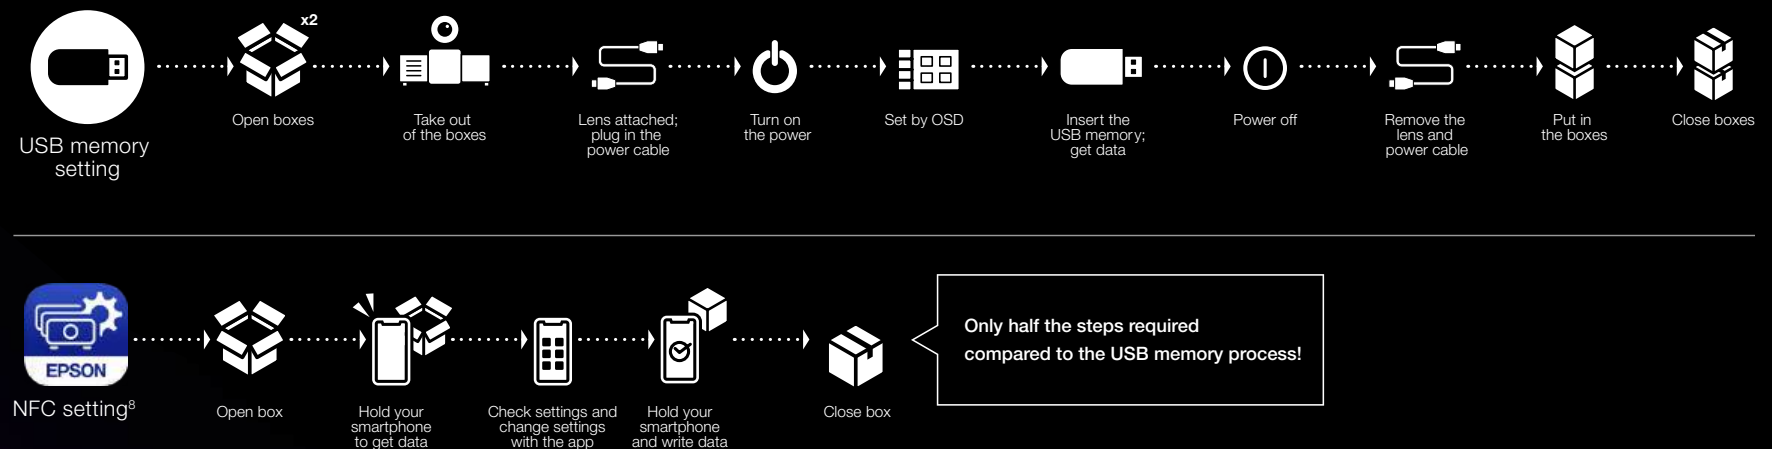 x2
Open boxes
Take out
of the boxes
Lens attached;
plug in the
power cable
Turn on
the power
Set by OSD
Insert the
USB memory;
get data
Power off
Remove the
lens and
power cable
Put in
the boxes
Close boxes
USB memory
setting
EPSON
NFC setting⁸
Open box
Hold your
smartphone
to get data
Check settings and
change settings
with the app
Hold your
smartphone
and write data
Close box
Only half the steps required
compared to the USB memory process!